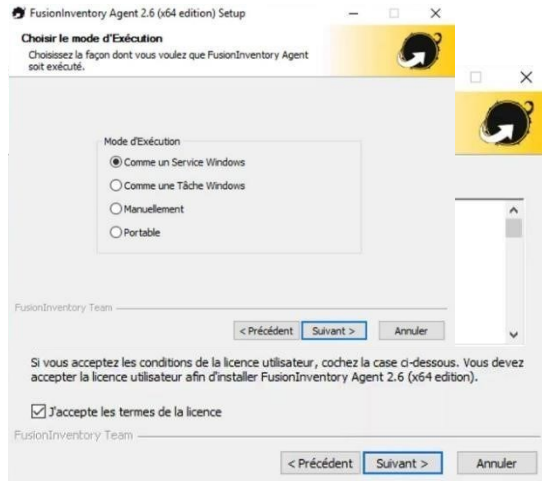 FusionInventory Agent 2.6 (x64 edition) Setup
Choisir le mode d'Exécution
Choisissez la façon dont vous voulez que FusionInventory Agent
soit exécuté.
Mode d'Exécution
Comme un Service Windows
Comme une Tâche Windows
Manuellement
Portable
FusionInventory Team
< Précédent
Suivant >
Annuler
Si vous acceptez les conditions de la licence utilisateur, cochez la case ci-dessous. Vous devez
accepter la licence utilisateur afin d'installer FusionInventory Agent 2.6 (x64 edition).
J'accepte les termes de la licence
FusionInventory Team
< Précédent
Suivant >
Annuler